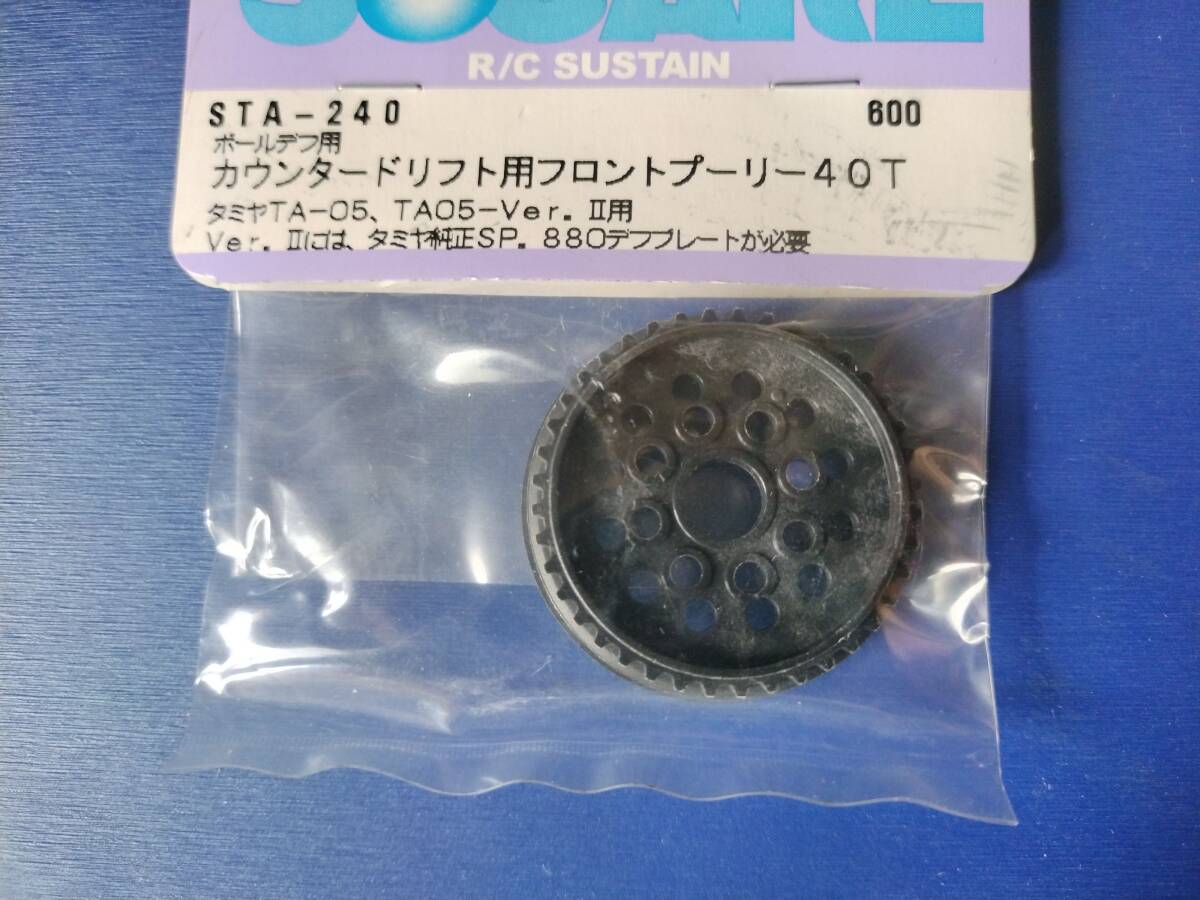 SQUARE
R/C SUSTAIN
STA-240 600
ボールデフ用
カウンタードリフト用フロントプーリー40T
タミヤTA-05、TA05-Ver.Ⅱ用
Ver.Ⅱには、タミヤ純正SP.880デフプレートが必要